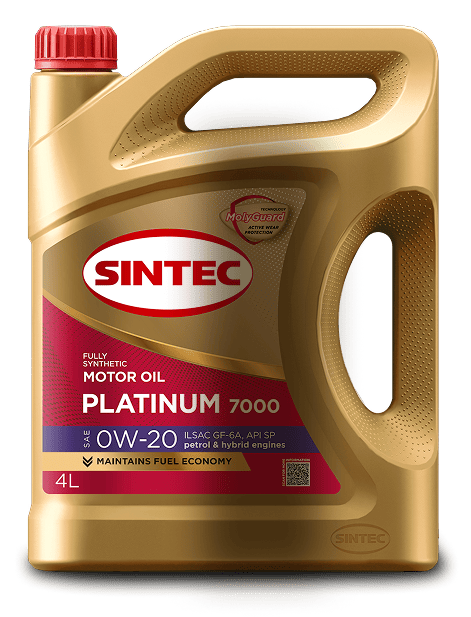 TECHNOLOGY
MolyGuard
ACTIVE WEAR
PROTECTION
SINTEC
FULLY
SYNTHETIC
MOTOR OIL
PLATINUM 7000
SAE 0W-20
ILSAC GF-6A, API SP
petrol & hybrid engines
MAINTAINS FUEL ECONOMY
4L
SINTEC